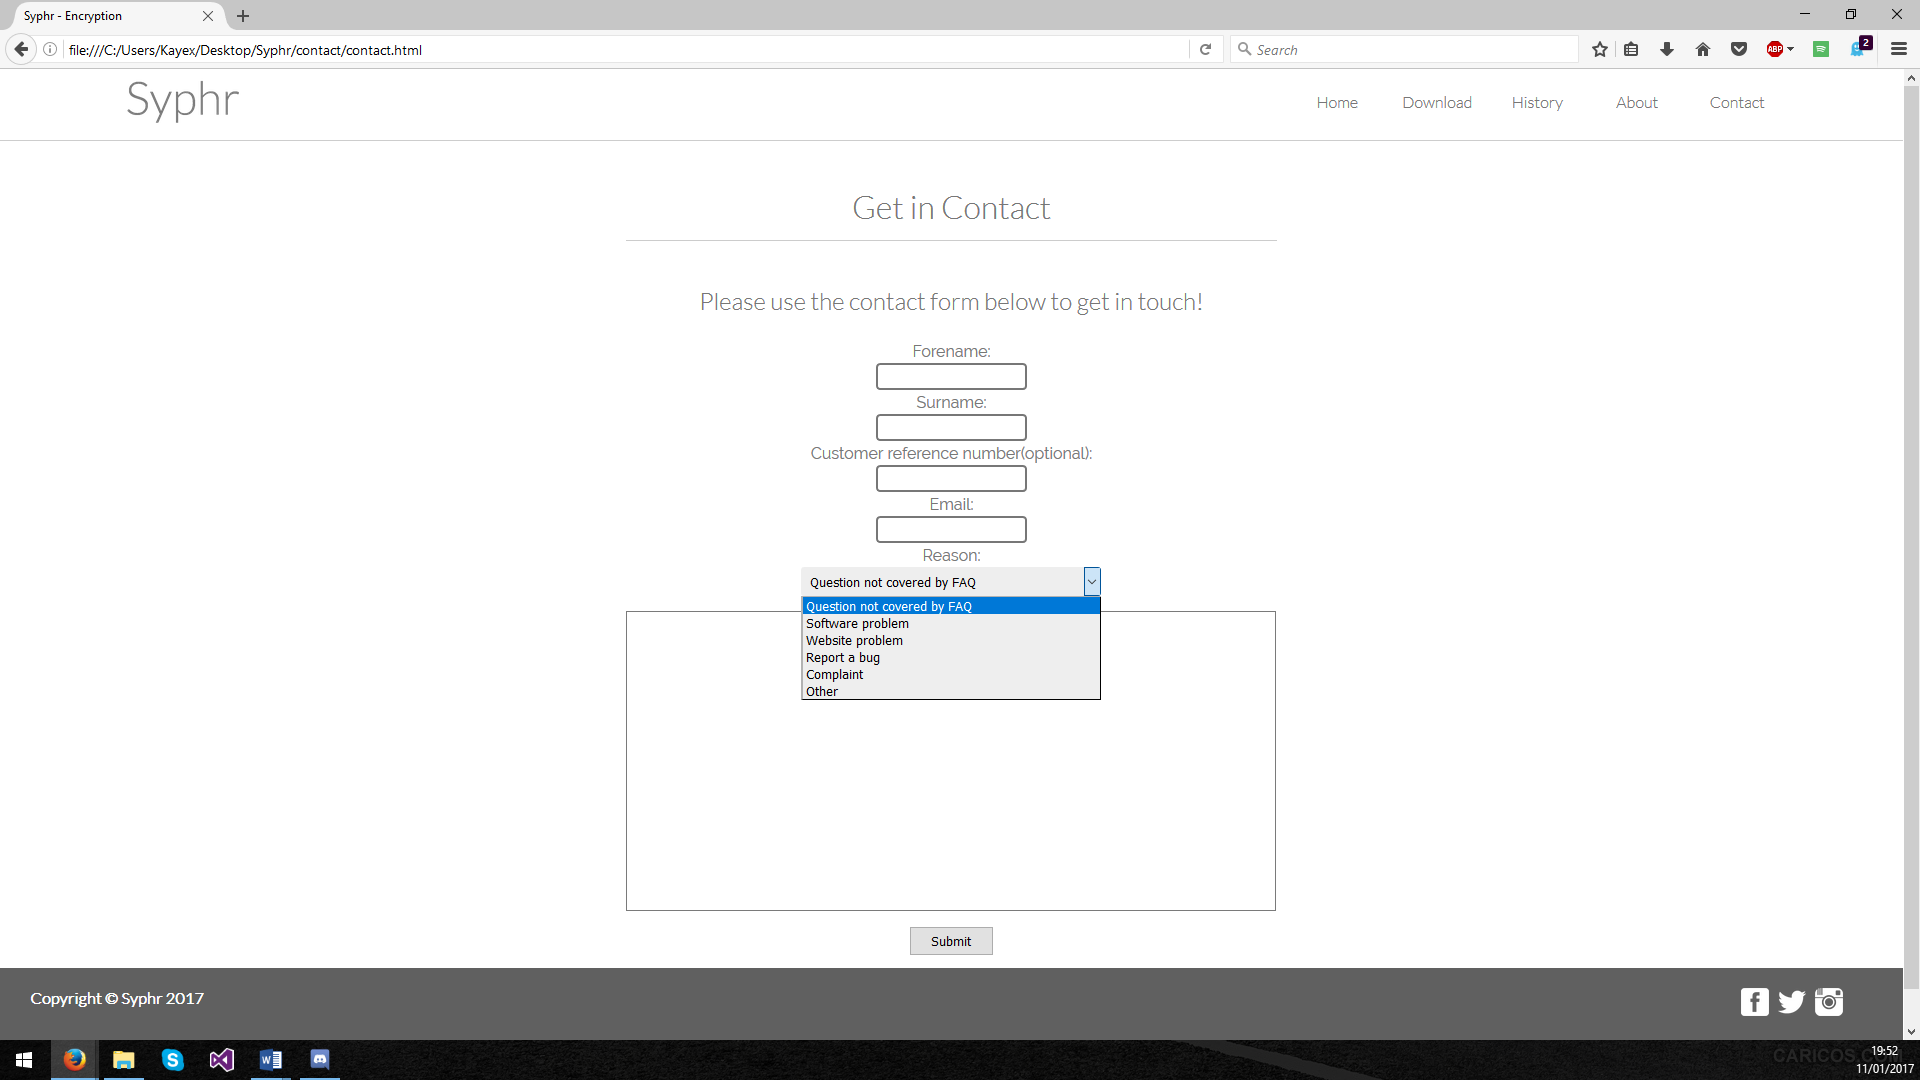 Syphr - Encryption
file:///C:/Users/Kayex/Desktop/Syphr/contact/contact.html
Search
ABP
2
Syphr
Home Download History About Contact
Get in Contact
Please use the contact form below to get in touch!
Forename:
Surname:
Customer reference number(optional):
Email:
Reason:
Question not covered by FAQ
Question not covered by FAQ
Software problem
Website problem
Report a bug
Complaint
Other
Submit
Copyright © Syphr 2017
19:52
11/01/2017